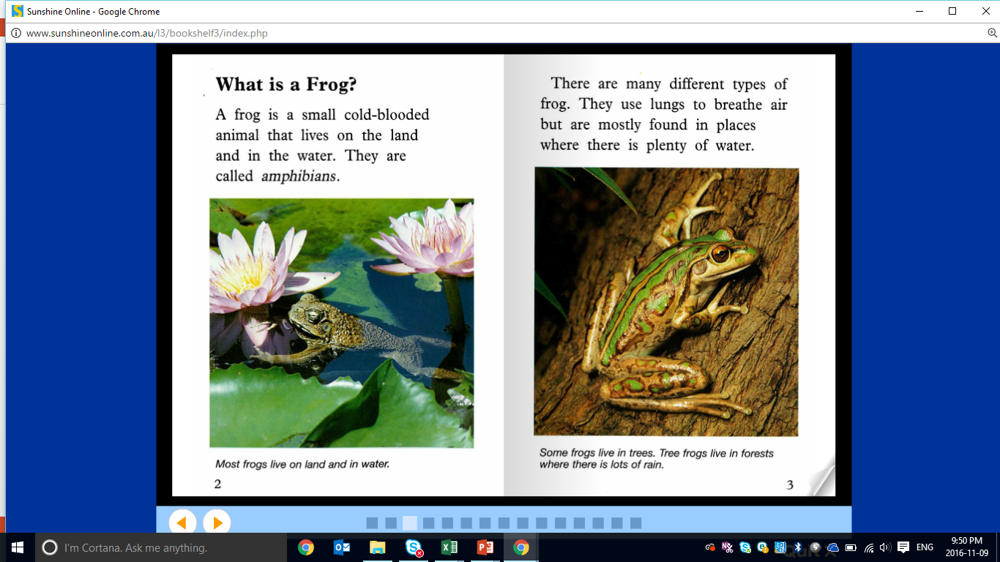 Sunshine Online - Google Chrome
www.sunshineonline.com.au/l3/bookshelf3/index.php
What is a Frog?
A frog is a small cold-blooded
animal that lives on the land
and in the water. They are
called amphibians.
Most frogs live on land and in water.
2
There are many different types of
frog. They use lungs to breathe air
but are mostly found in places
where there is plenty of water.
Some frogs live in trees. Tree frogs live in forests
where there is lots of rain.
3
I'm Cortana. Ask me anything.
ENG
9:50 PM
2016-11-09